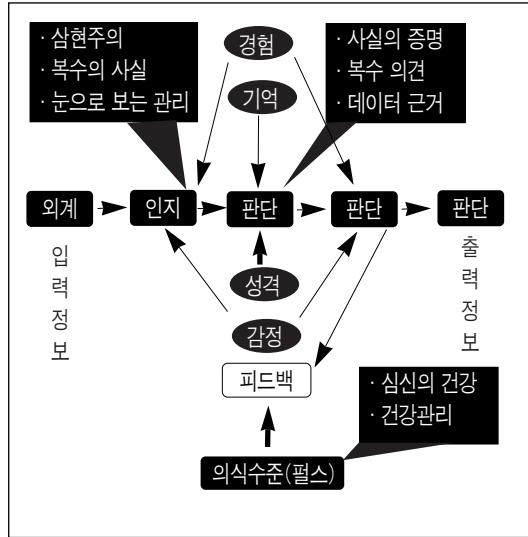 · 삼현주의
· 복수의 사실
· 눈으로 보는 관리
경험
기억
· 사실의 증명
· 복수 의견
· 데이터 근거
외계
인지
판단
판단
판단
입력정보
출력정보
성격
감정
피드백
· 심신의 건강
· 건강관리
의식수준(펄스)